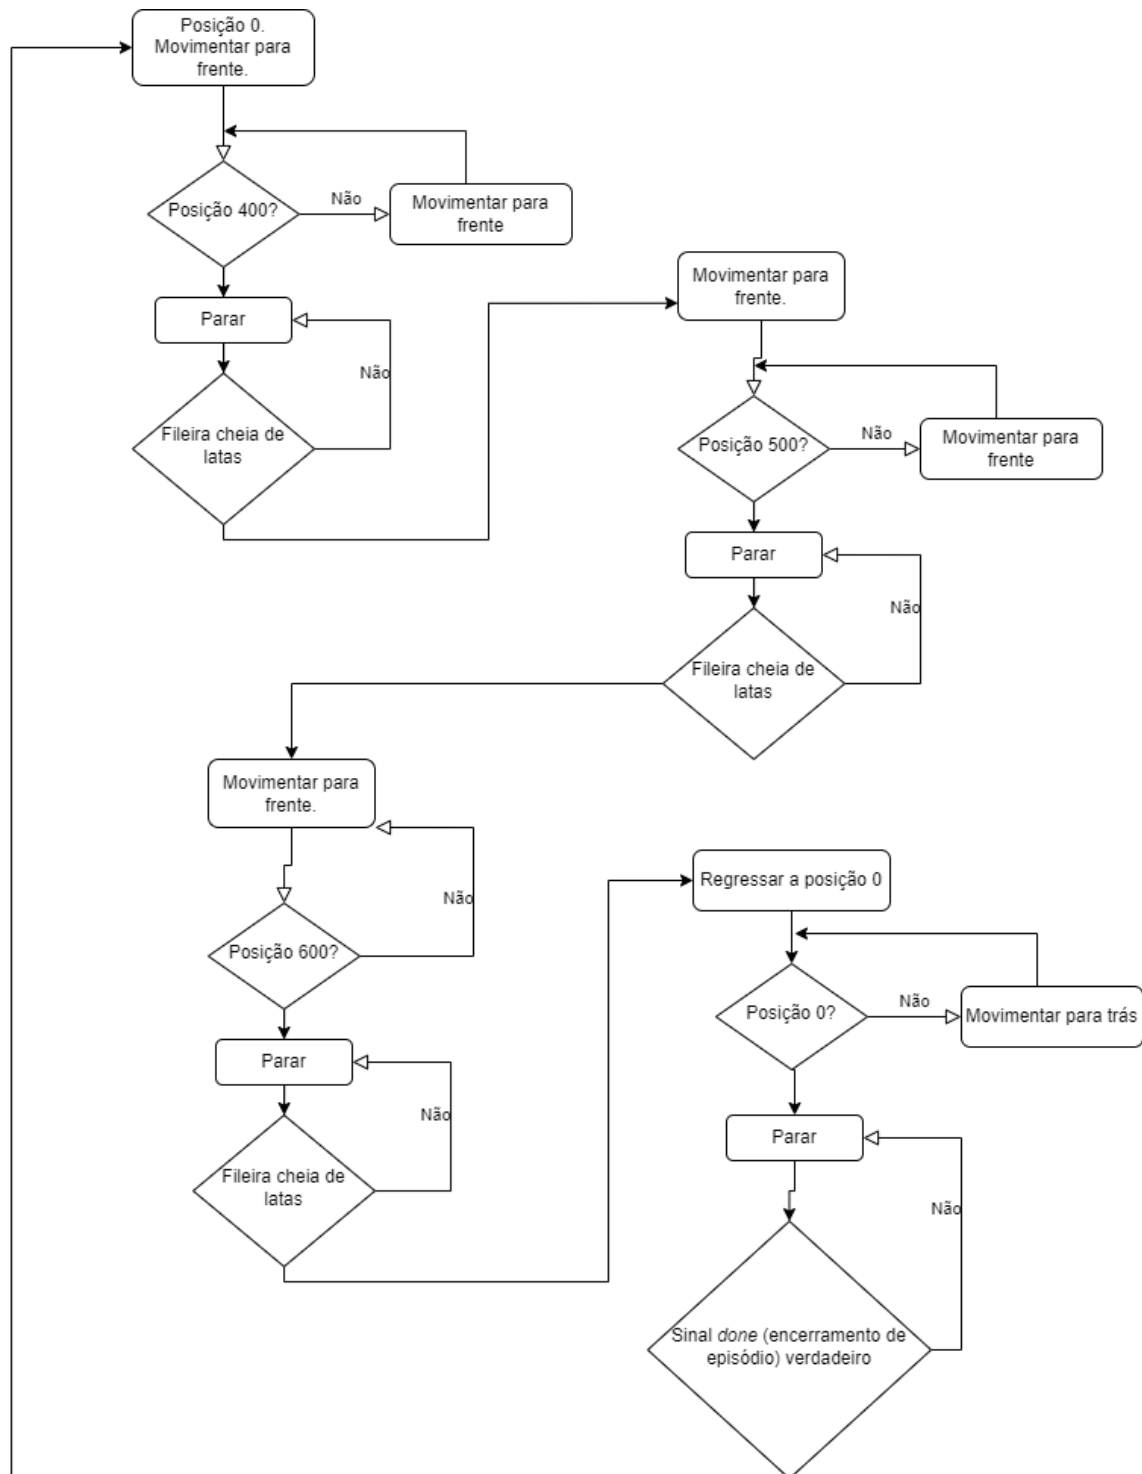 Posição 0.
Movimentar para
frente.
Posição 400?
Não
Movimentar para
frente
Parar
Não
Fileira cheia de
latas
Movimentar para
frente.
Posição 500?
Não
Movimentar para
frente
Parar
Não
Fileira cheia de
latas
Movimentar para
frente.
Não
Posição 600?
Parar
Não
Fileira cheia de
latas
Regressar a posição 0
Posição 0?
Não
Movimentar para trás
Parar
Não
Sinal done (encerramento de
episódio) verdadeiro